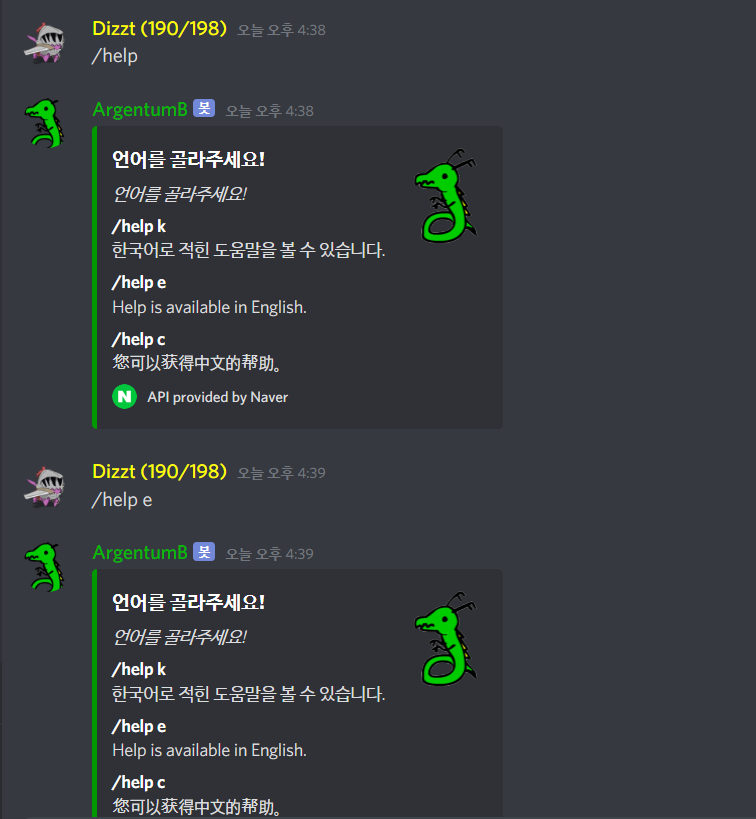 Dizzt (190/198) 오늘 오후 4:38
/help
ArgentumB 봇 오늘 오후 4:38
언어를 골라주세요!
언어를 골라주세요!
/help k
한국어로 적힌 도움말을 볼 수 있습니다.
/help e
Help is available in English.
/help c
您可以获得中文的帮助。
N API provided by Naver
Dizzt (190/198) 오늘 오후 4:39
/help e
ArgentumB 봇 오늘 오후 4:39
언어를 골라주세요!
언어를 골라주세요!
/help k
한국어로 적힌 도움말을 볼 수 있습니다.
/help e
Help is available in English.
/help c
您可以获得中文的帮助。